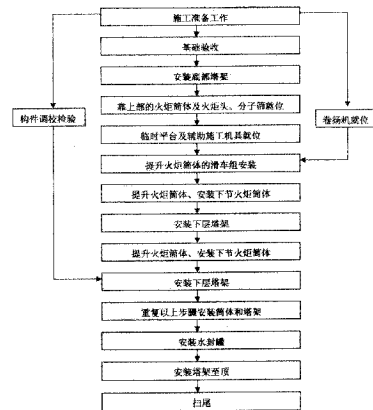 施工准备工作
基础验收
安装底部塔架
靠上部的火炬筒体及火炬头、分子筛就位
构件调校检验
卷扬机就位
临时平台及辅助施工机具就位
提升火炬筒体的滑车组安装
提升火炬筒体、安装下节火炬筒体
安装下层塔架
提升火炬筒体、安装下节火炬筒体
安装下层塔架
重复以上步骤安装筒体和塔架
安装水封罐
安装塔架至顶
扫尾